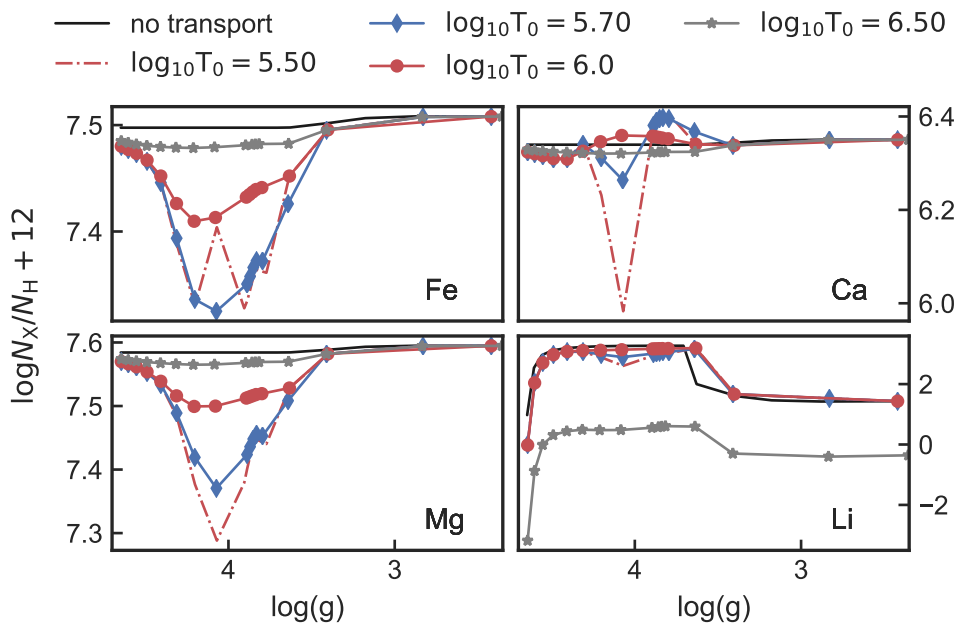 no transport
log₁₀T₀ = 5.50
log₁₀T₀ = 5.70
log₁₀T₀ = 6.0
log₁₀T₀ = 6.50
logN_X/N_H + 12
7.5
7.4
Fe
6.4
6.2
6.0
Ca
7.6
7.5
7.4
7.3
Mg
2
0
−2
Li
4
3
4
3
log(g)
log(g)